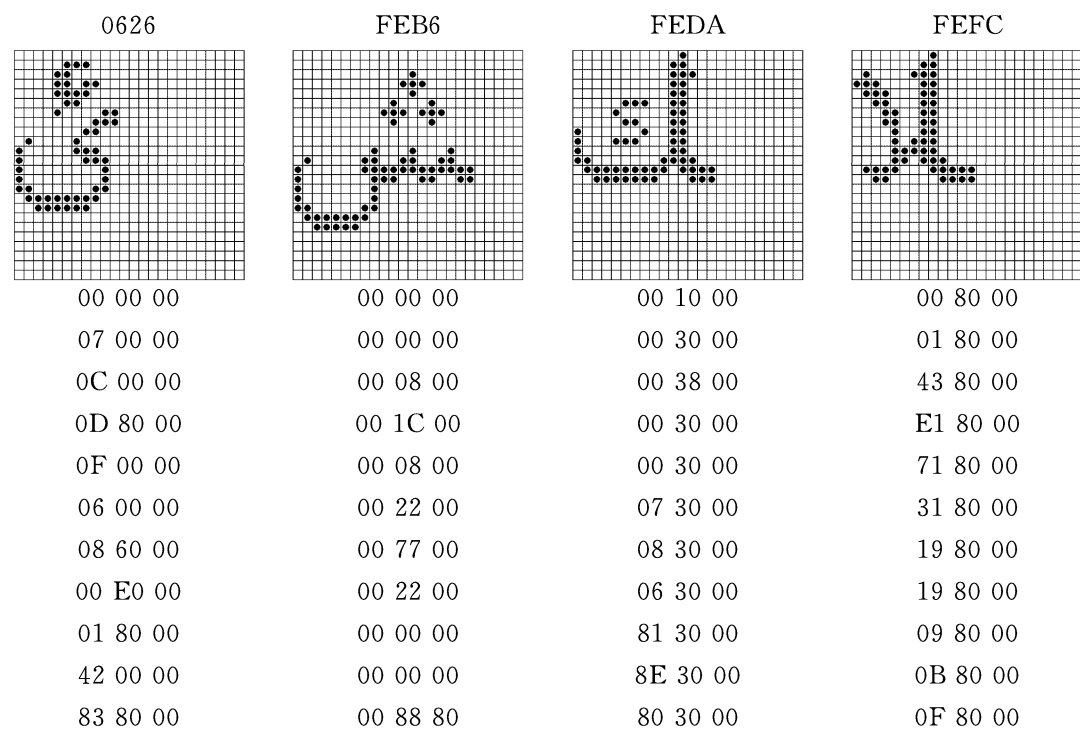 0626 FEB6 FEDA FEFC
00 00 00 00 00 00 00 10 00 00 80 00
07 00 00 00 00 00 00 30 00 01 80 00
0C 00 00 00 08 00 00 38 00 43 80 00
0D 80 00 00 1C 00 00 30 00 E1 80 00
0F 00 00 00 08 00 00 30 00 71 80 00
06 00 00 00 22 00 07 30 00 31 80 00
08 60 00 00 77 00 08 30 00 19 80 00
00 E0 00 00 22 00 06 30 00 19 80 00
01 80 00 00 00 00 81 30 00 09 80 00
42 00 00 00 00 00 8E 30 00 0B 80 00
83 80 00 00 88 80 80 30 00 0F 80 00